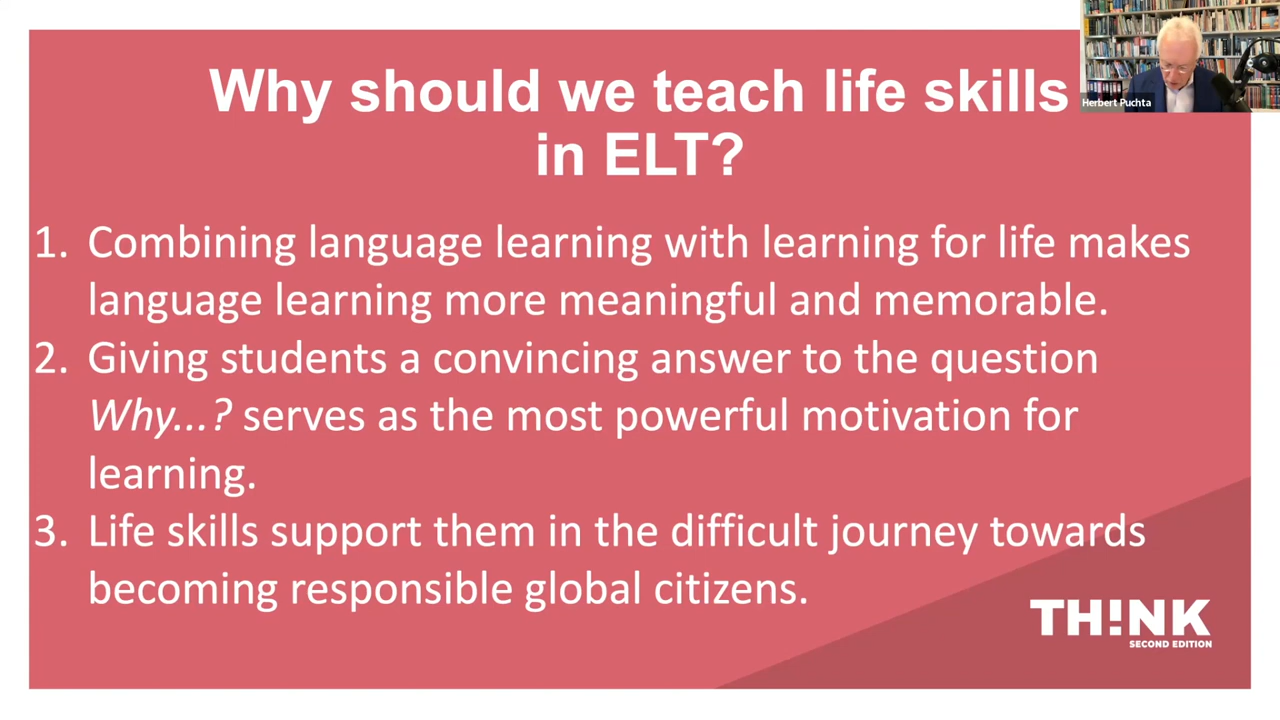 Why should we teach life skills
in ELT?
Herbert Puchta
1. Combining language learning with learning for life makes
language learning more meaningful and memorable.
2. Giving students a convincing answer to the question
Why...? serves as the most powerful motivation for
learning.
3. Life skills support them in the difficult journey towards
becoming responsible global citizens.
TH!NK
SECOND EDITION